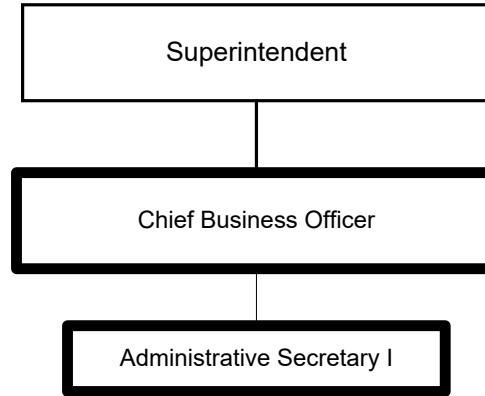 Superintendent
Chief Business Officer
Administrative Secretary I